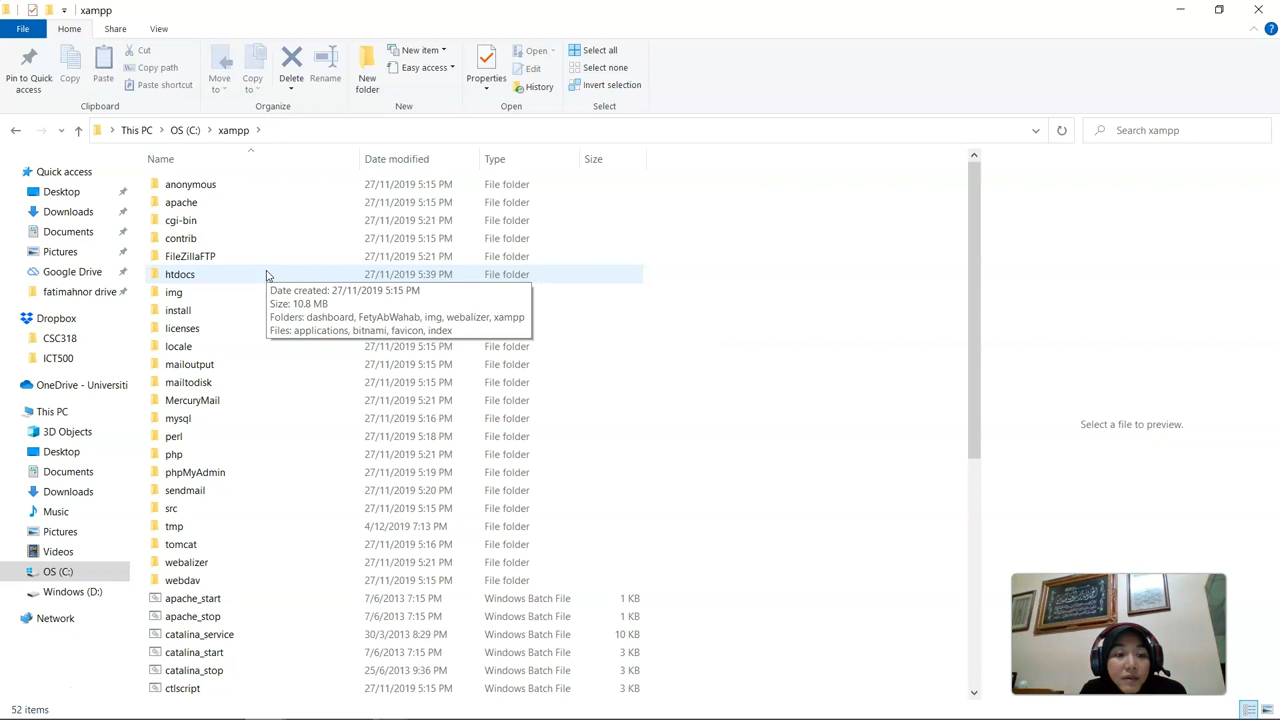 xampp
File
Home
Share
View
Pin to Quick access
Copy
Paste
Cut
Copy path
Paste shortcut
Clipboard
Move to
Copy to
Delete
Rename
Organize
New folder
New item
Easy access
New
Properties
Open
Edit
History
Open
Select all
Select none
Invert selection
Select
This PC
OS (C:)
xampp
Search xampp
Name
Date modified
Type
Size
Quick access
Desktop
Downloads
Documents
Pictures
Google Drive
fatimahnor drive
Dropbox
CSC318
ICT500
OneDrive - Universiti
This PC
3D Objects
Desktop
Documents
Downloads
Music
Pictures
Videos
OS (C:)
Windows (D:)
Network
anonymous 27/11/2019 5:15 PM File folder
apache 27/11/2019 5:15 PM File folder
cgi-bin 27/11/2019 5:21 PM File folder
contrib 27/11/2019 5:15 PM File folder
FileZillaFTP 27/11/2019 5:21 PM File folder
htdocs 27/11/2019 5:39 PM File folder
img
install
licenses
Date created: 27/11/2019 5:15 PM
Size: 10.8 MB
Folders: dashboard, FetyAbWahab, img, webalizer, xampp
Files: applications, bitnami, favicon, index
locale 27/11/2019 5:15 PM File folder
mailoutput 27/11/2019 5:15 PM File folder
mailtodisk 27/11/2019 5:15 PM File folder
MercuryMail 27/11/2019 5:21 PM File folder
mysql 27/11/2019 5:16 PM File folder
perl 27/11/2019 5:18 PM File folder
php 27/11/2019 5:21 PM File folder
phpMyAdmin 27/11/2019 5:19 PM File folder
sendmail 27/11/2019 5:20 PM File folder
src 27/11/2019 5:15 PM File folder
tmp 4/12/2019 7:13 PM File folder
tomcat 27/11/2019 5:16 PM File folder
webalizer 27/11/2019 5:21 PM File folder
webdav 27/11/2019 5:15 PM File folder
apache_start 7/6/2013 7:15 PM Windows Batch File 1 KB
apache_stop 7/6/2013 7:15 PM Windows Batch File 1 KB
catalina_service 30/3/2013 8:29 PM Windows Batch File 10 KB
catalina_start 7/6/2013 7:15 PM Windows Batch File 3 KB
catalina_stop 25/6/2013 9:36 PM Windows Batch File 3 KB
ctlscript 27/11/2019 5:15 PM Windows Batch File 3 KB
Select a file to preview.
52 items